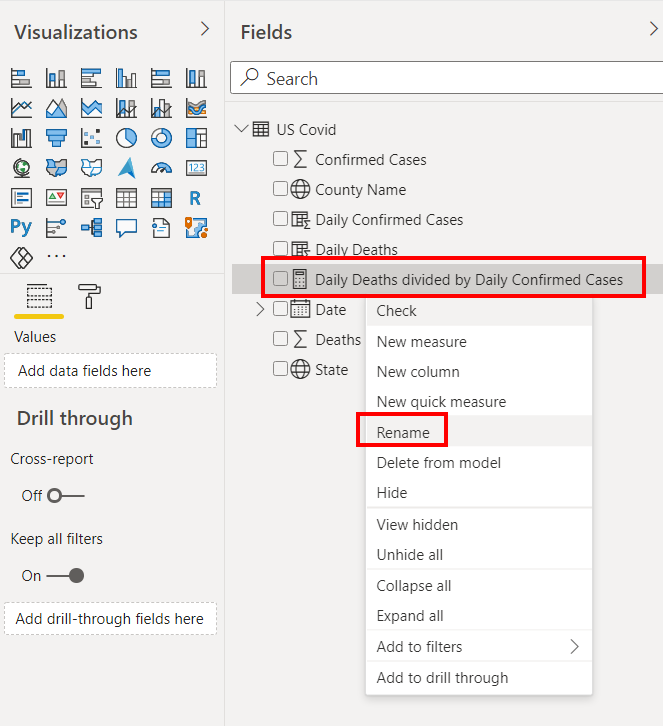 Visualizations
Fields
Search
US Covid
Confirmed Cases
County Name
Daily Confirmed Cases
Daily Deaths
Daily Deaths divided by Daily Confirmed Cases
Date
Deaths
State
Check
New measure
New column
New quick measure
Rename
Delete from model
Hide
View hidden
Unhide all
Collapse all
Expand all
Add to filters
Add to drill through
123
R
Py
Values
Add data fields here
Drill through
Cross-report
Off
Keep all filters
On
Add drill-through fields here